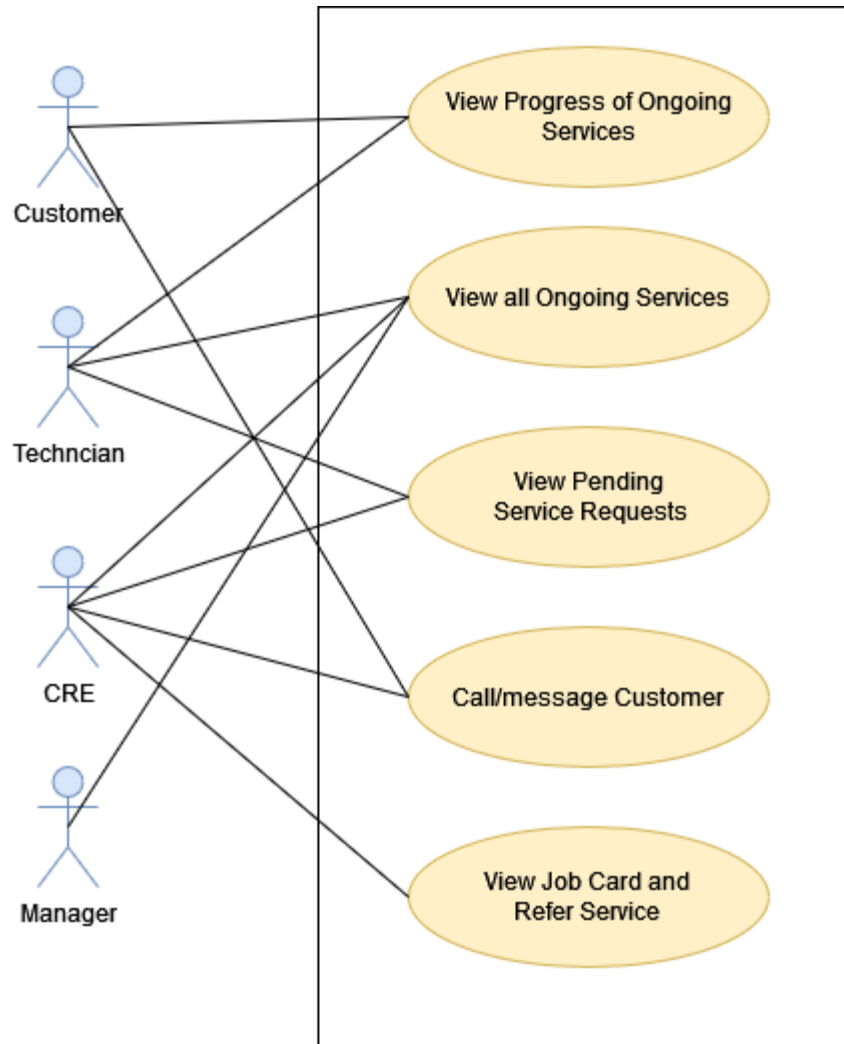 View Progress of Ongoing
Services
Customer
View all Ongoing Services
Techncian
View Pending
Service Requests
CRE
Call/message Customer
Manager
View Job Card and
Refer Service